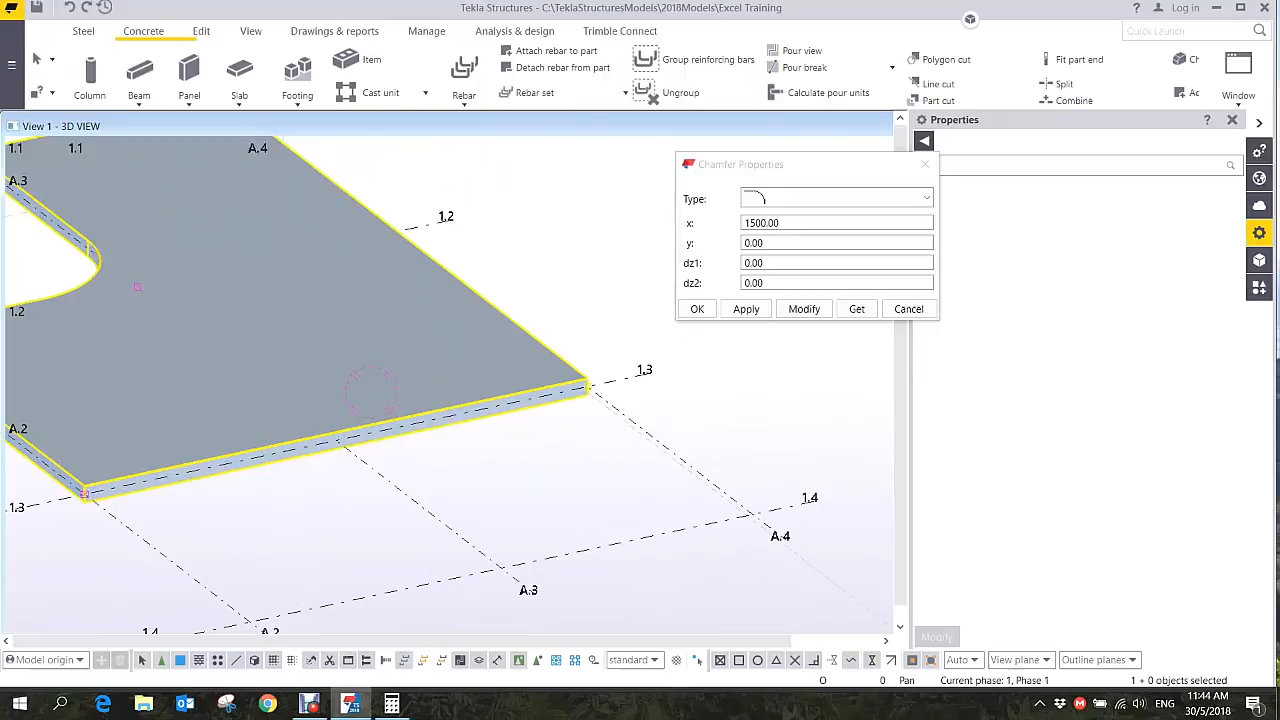 Tekla Structures - C:\TeklaStructuresModels\2018Models\Excel Training
? Log in
Steel Concrete Edit View Drawings & reports Manage Analysis & design Trimble Connect Quick Launch
Attach rebar to part Pour view
Item Group reinforcing bars Polygon cut Fit part end Ch
Detach rebar from part Pour break
Line cut Split
Column Beam Panel Slab Footing Cast unit Rebar Rebar set Ungroup Calculate pour units Ac Window
Part cut Combine
View 1 - 3D VIEW Properties ?
1.1 1.1 A.4
A.3
Chamfer Properties
Type:
x: 1500.00
y: 0.00
dz1: 0.00
dz2: 0.00
OK Apply Modify Get Cancel
1.2
1.2
1.3
A.2
1.3
1.4
A.4
A.3
1.4 A.2
Modify
Model origin standard Auto View plane Outline planes
0 0 Pan Current phase: 1, Phase 1 1 + 0 objects selected
TS
2018
ENG
11:44 AM
30/5/2018
1